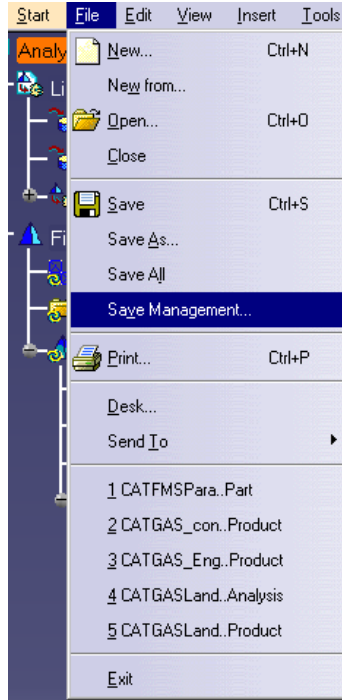 Start File Edit View Insert Tools
Analy
New... Ctrl+N
Li
New from...
Open... Ctrl+O
Close
Save Ctrl+S
Fi
Save As...
Save All
Save Management...
Print... Ctrl+P
Desk...
Send To
1 CATFMSPara..Part
2 CATGAS_con..Product
3 CATGAS_Eng..Product
4 CATGASLand..Analysis
5 CATGASLand..Product
Exit